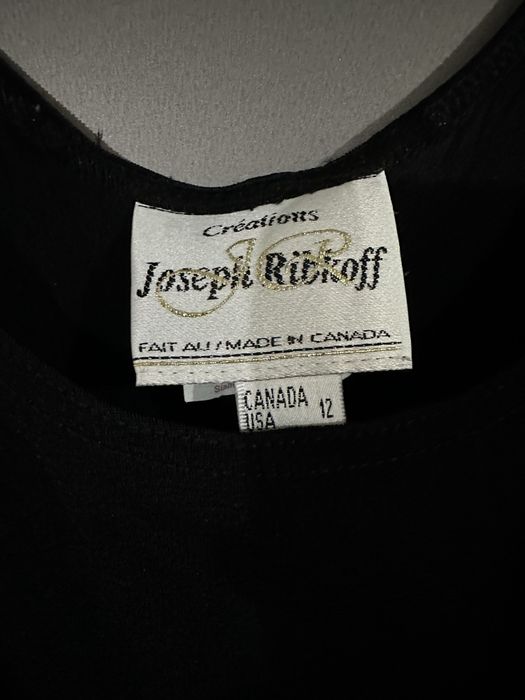 Créations
Joseph Ribkoff
FAIT AU / MADE IN CANADA
CANADA
USA 12